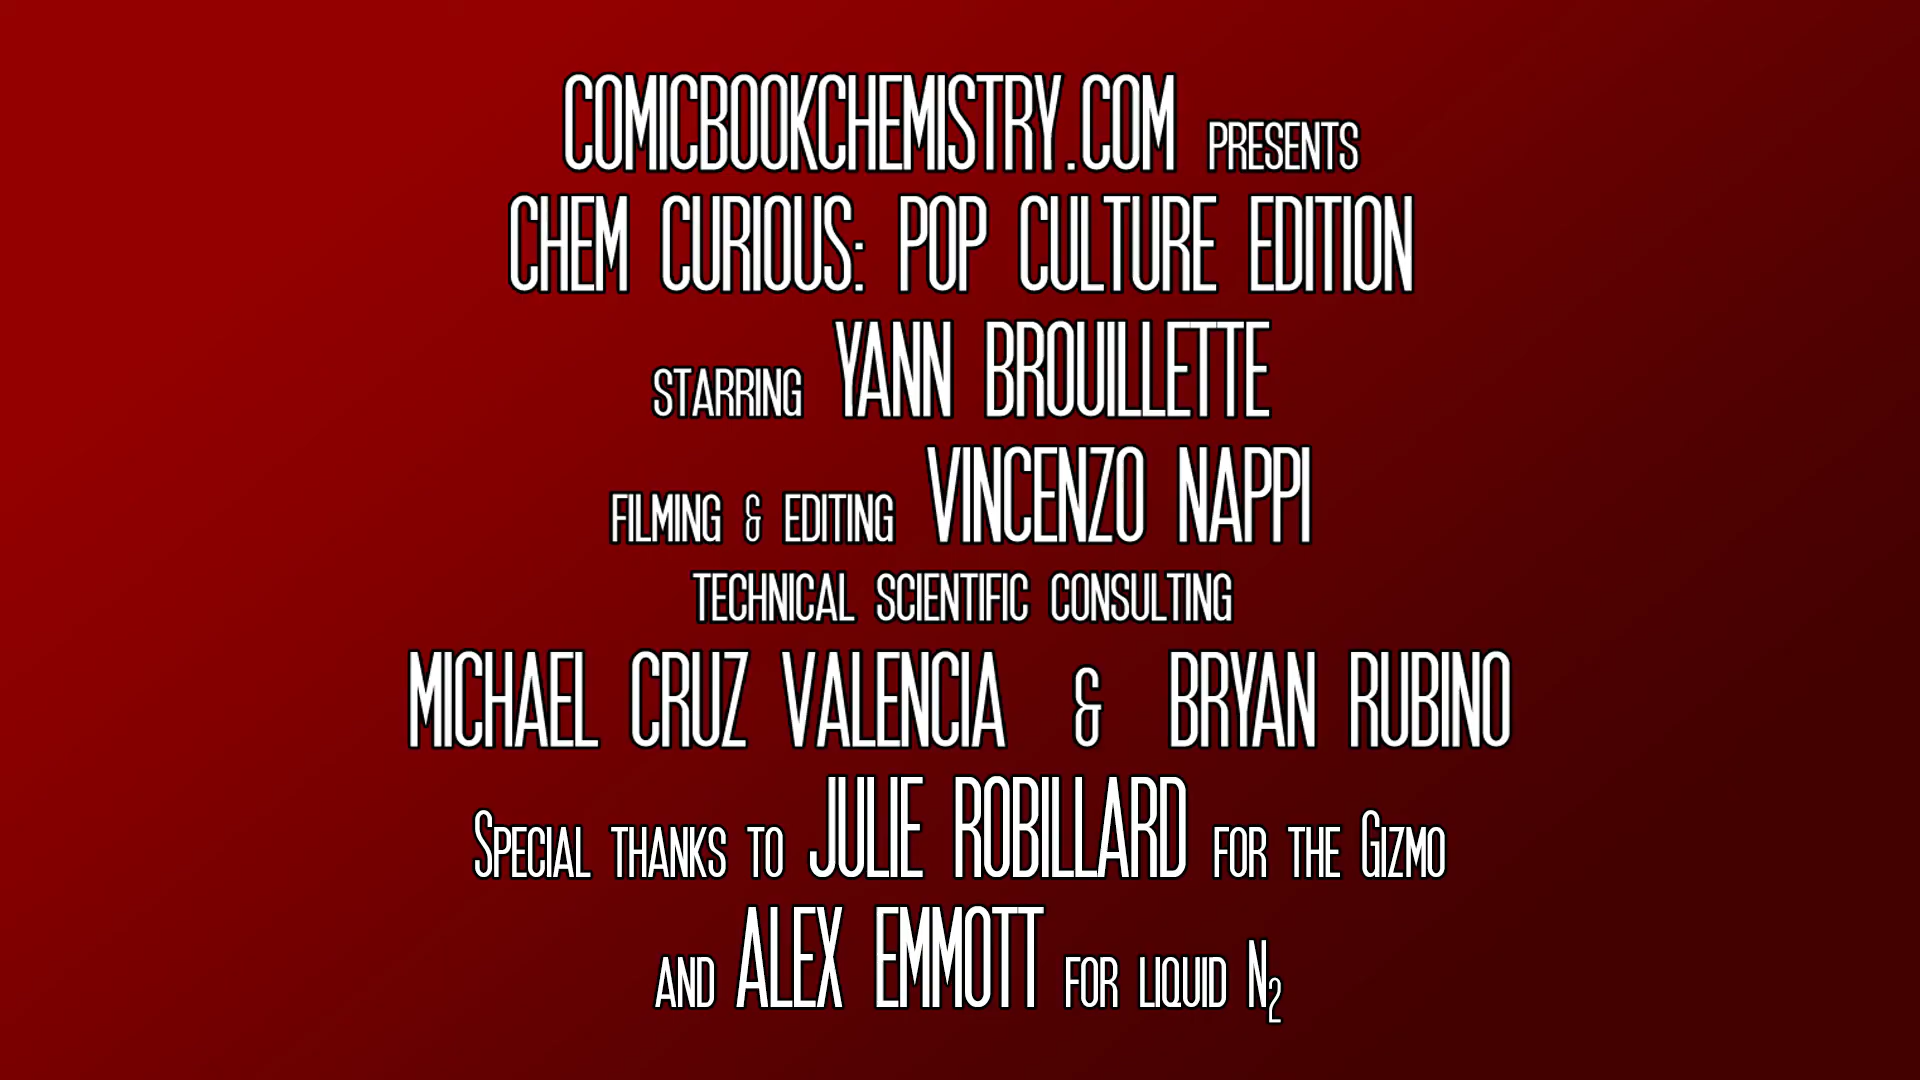 COMICBOOKCHEMISTRY.COM PRESENTS
CHEM CURIOUS: POP CULTURE EDITION
STARRING YANN BROUILLETTE
FILMING & EDITING VINCENZO NAPPI
TECHNICAL SCIENTIFIC CONSULTING
MICHAEL CRUZ VALENCIA & BRYAN RUBINO
SPECIAL THANKS TO JULIE ROBILLARD FOR THE GIZMO
AND ALEX EMMOTT FOR LIQUID N₂